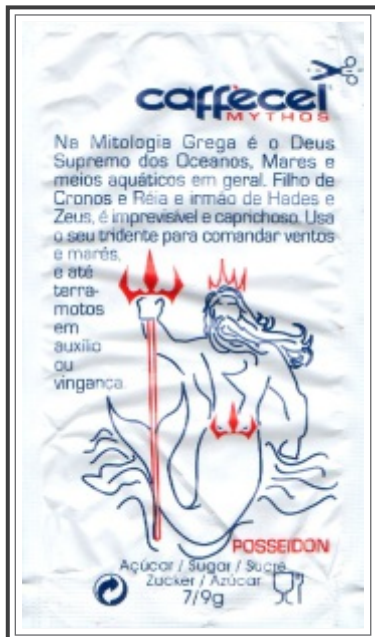 caffècel
MYTHOS
Na Mitologia Grega é o Deus
Supremo dos Oceanos, Mares e
meios aquáticos em geral. Filho de
Cronos e Réia e irmão de Hades e
Zeus, é imprevisível e caprichoso. Usa
o seu tridente para comandar ventos
e marés,
e até
terra-
motos
em
auxílio
ou
vingança.
POSSEIDON
Açúcar / Sugar / Sucre
Zucker / Azúcar
7/9g